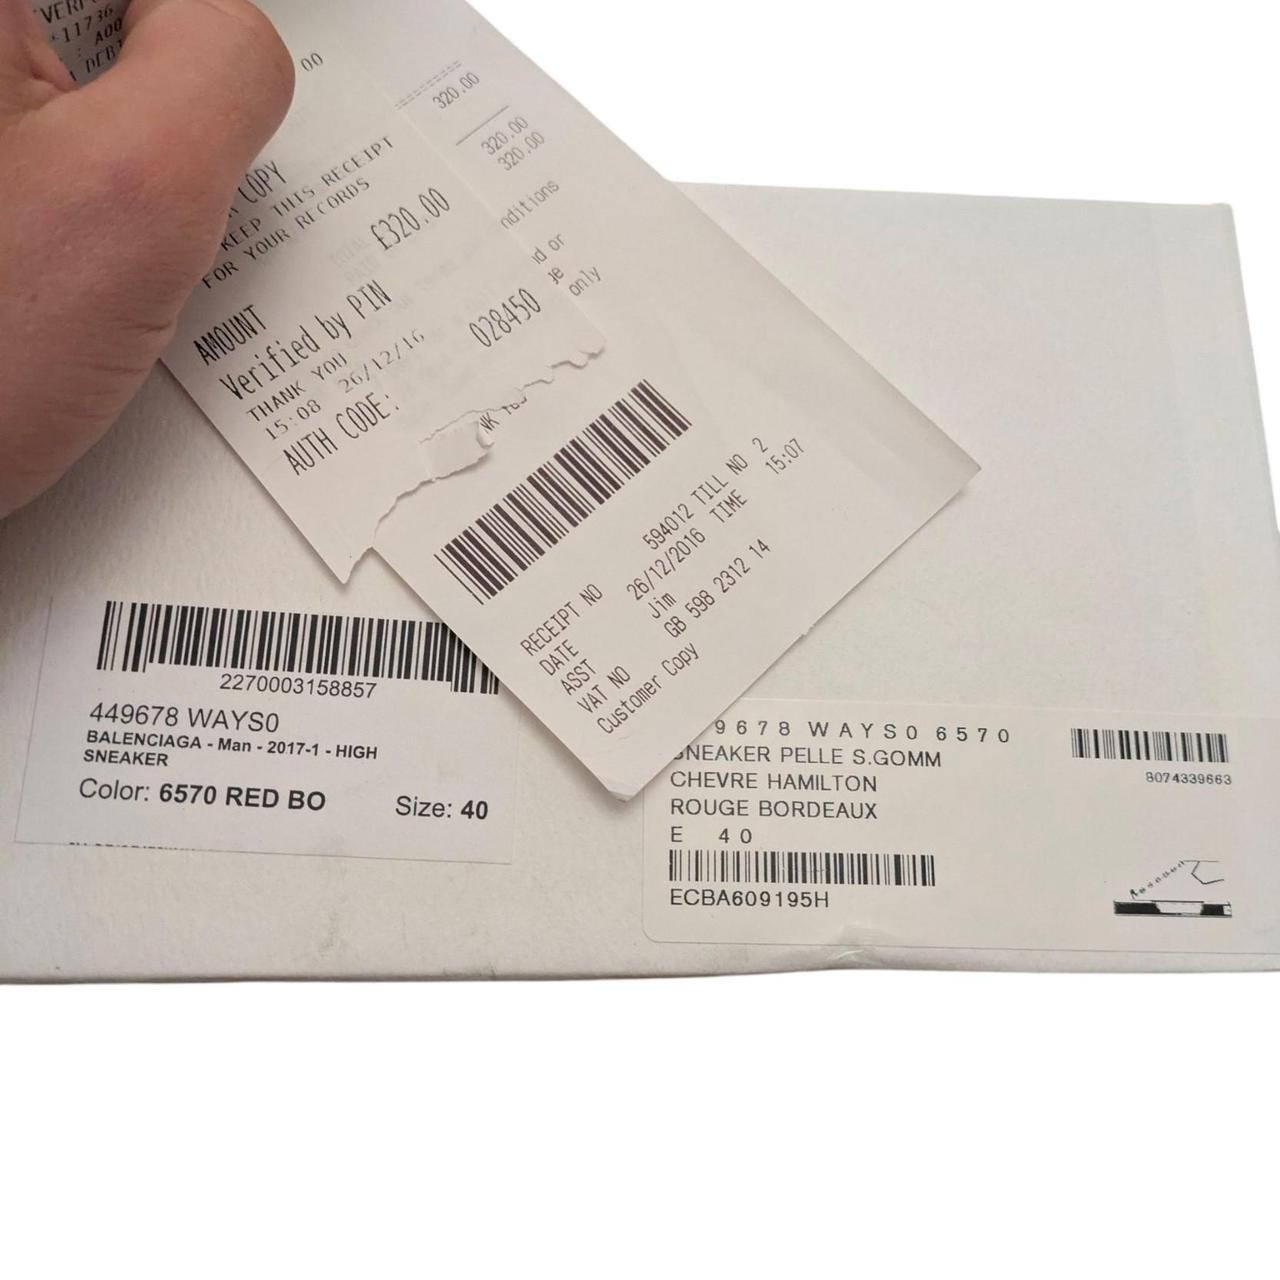 11736
A00
00
COPY
KEEP THIS RECEIPT
FOR YOUR RECORDS
AMOUNT £320.00
Verified by PIN
THANK YOU
15:08 26/12/16
AUTH CODE: 028450
320.00
320.00
320.00
nditions
d or
only
RECEIPT NO 594012 TILL NO 2
DATE 26/12/2016 TIME 15:07
ASST Jim
VAT NO GB 598 2312 14
Customer Copy
2270003158857
449678 WAYS0
BALENCIAGA - Man - 2017-1 - HIGH
SNEAKER
Color: 6570 RED BO Size: 40
9678 WAYS0 6570
SNEAKER PELLE S.GOMM
CHEVRE HAMILTON
ROUGE BORDEAUX
E 40
ECBA609195H
8074339663